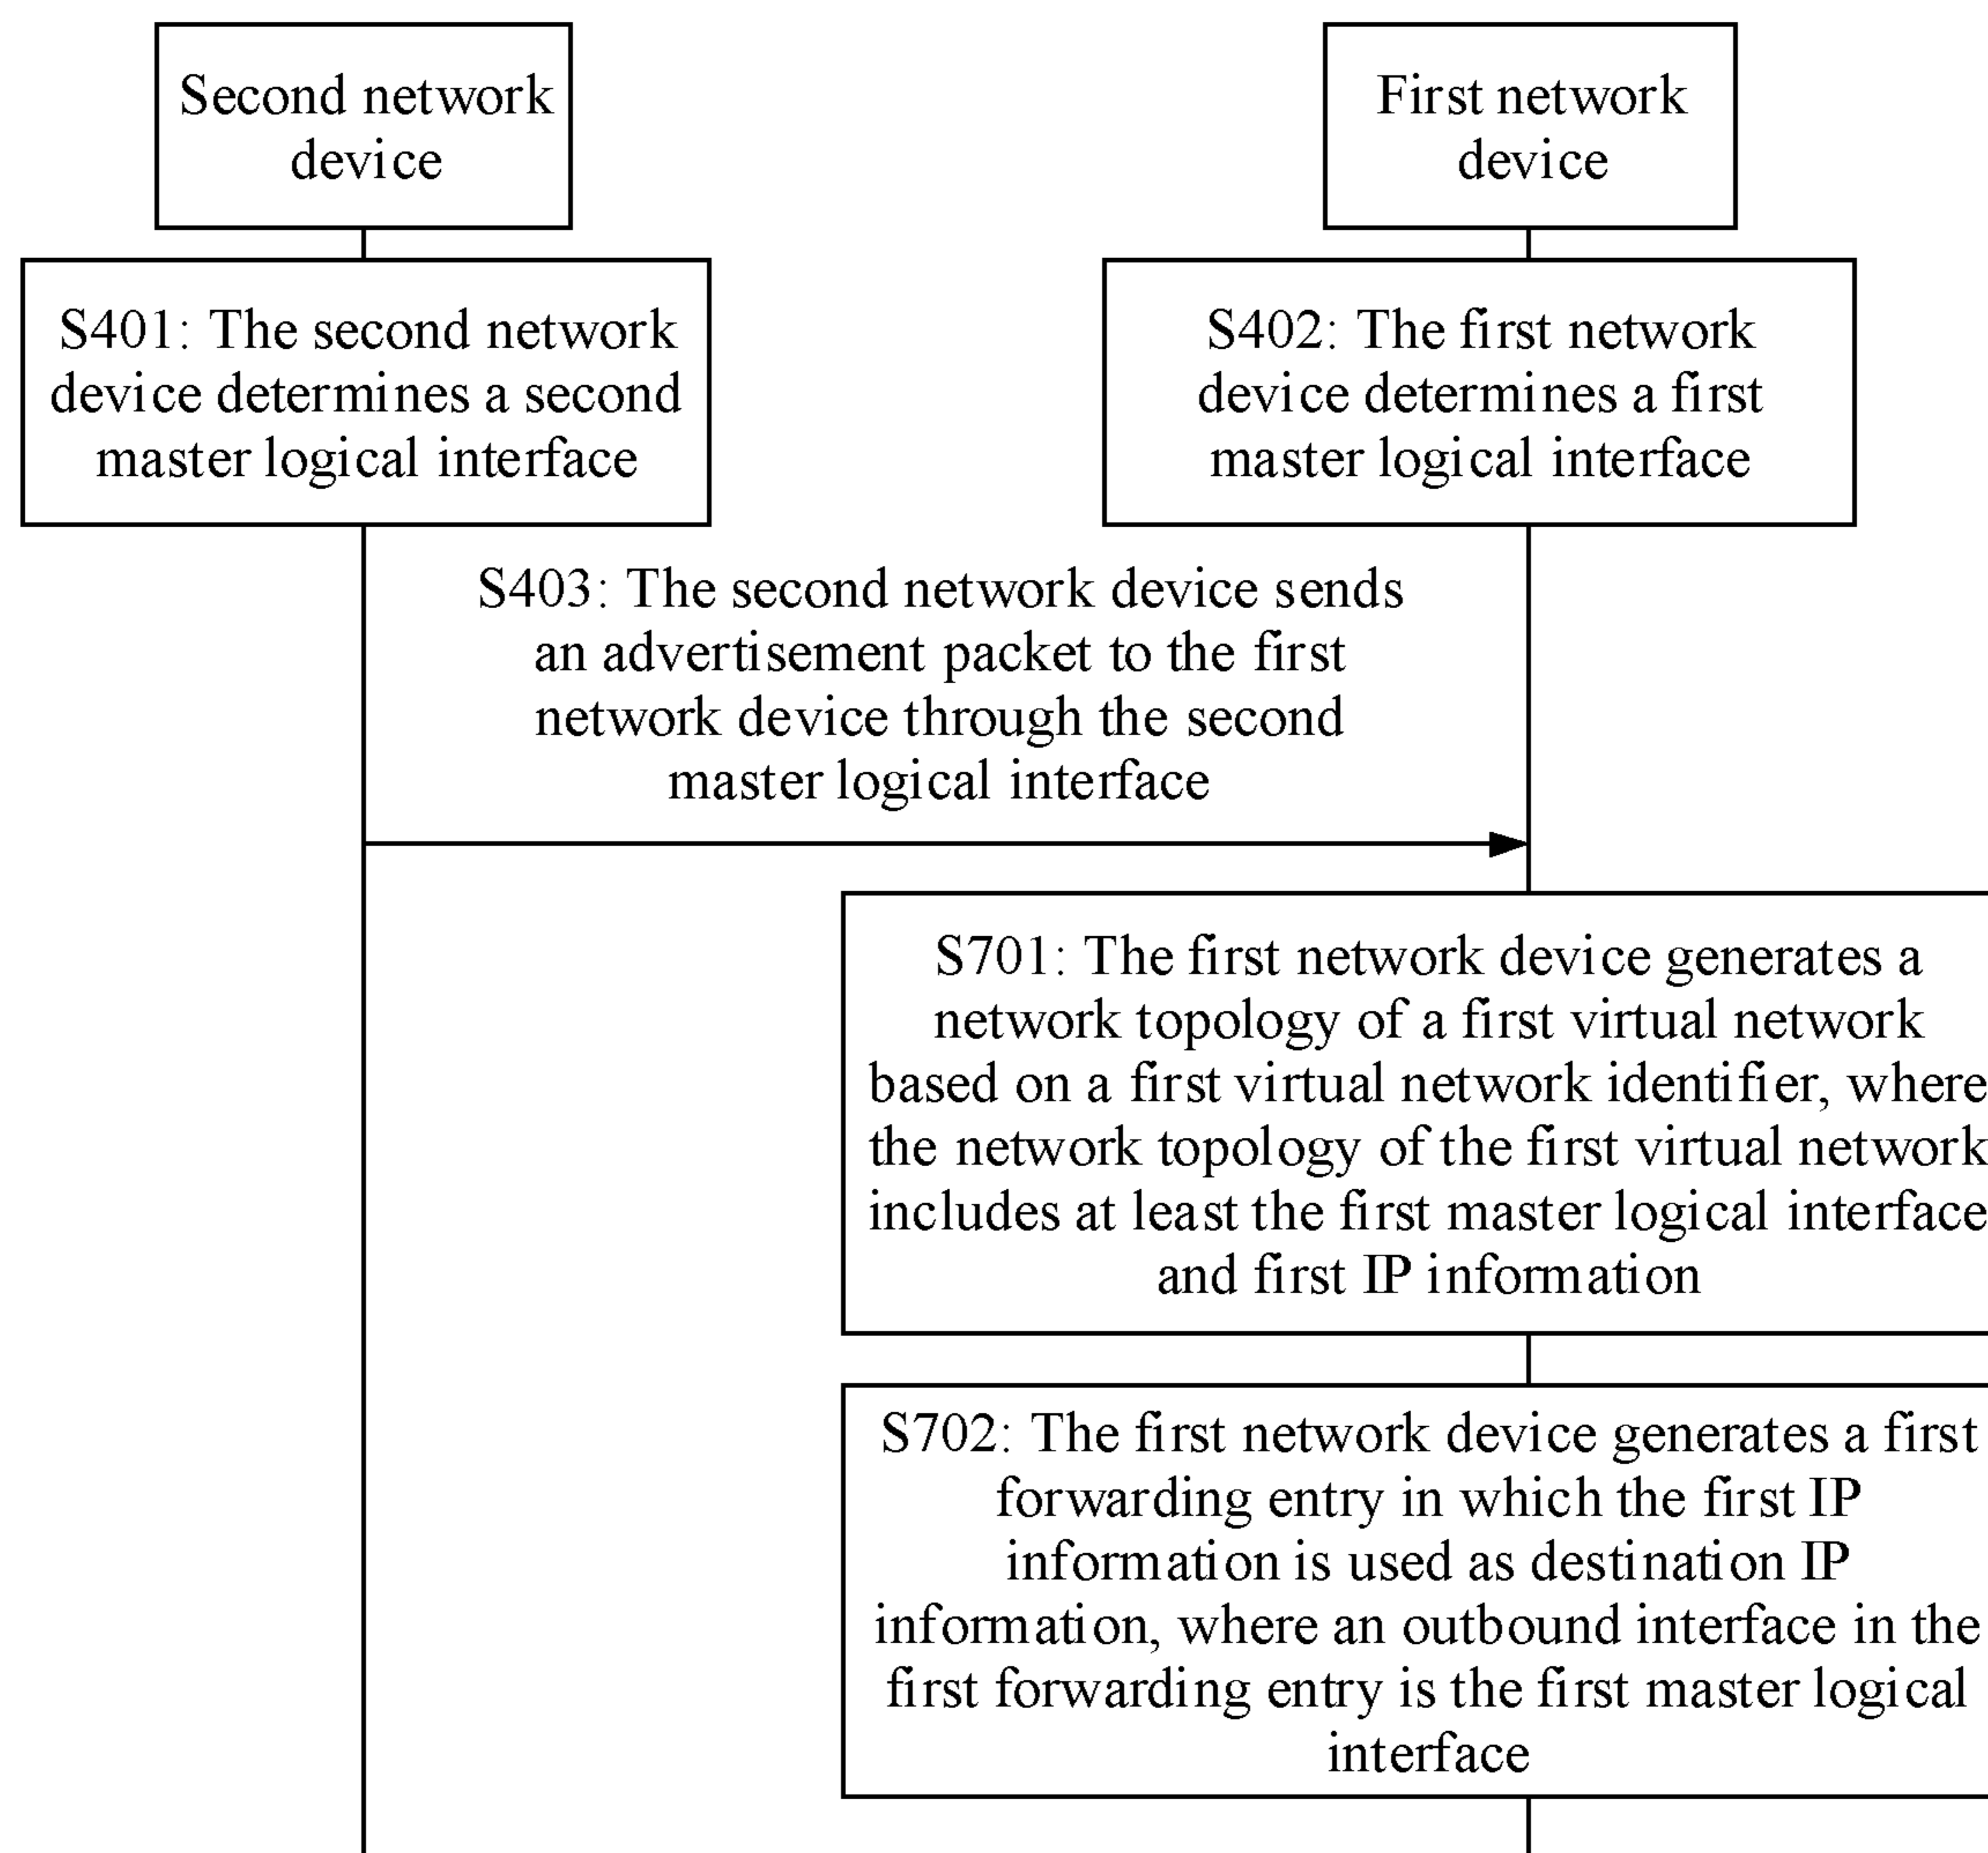 Second network
device
First network
device
S401: The second network
device determines a second
master logical interface
S402: The first network
device determines a first
master logical interface
S403: The second network device sends
an advertisement packet to the first
network device through the second
master logical interface
S701: The first network device generates a
network topology of a first virtual network
based on a first virtual network identifier, where
the network topology of the first virtual network
includes at least the first master logical interface
and first IP information
S702: The first network device generates a first
forwarding entry in which the first IP
information is used as destination IP
information, where an outbound interface in the
first forwarding entry is the first master logical
interface